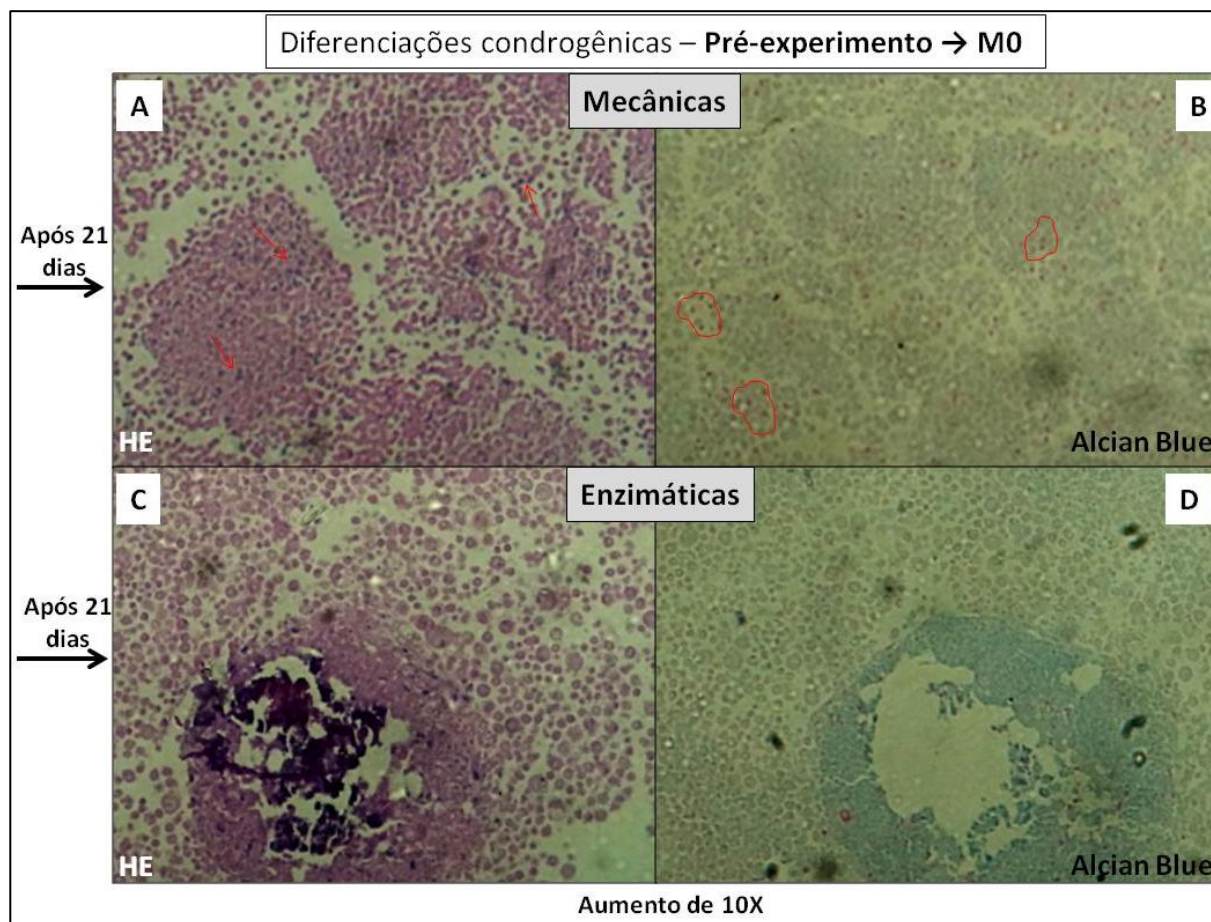 Diferenciações condrogênicas – Pré-experimento → M0
A
Mecânicas
B
Após 21
dias
HE
Alcian Blue
C
Enzimáticas
D
Após 21
dias
HE
Alcian Blue
Aumento de 10X